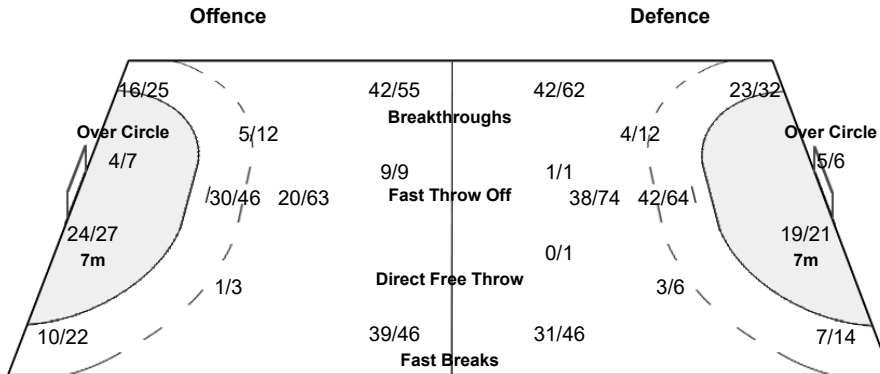 Offence Defence
16/25 42/55 42/62 23/32
Breakthroughs
Over Circle 5/12 4/12 Over Circle
4/7 9/9 1/1 5/6
30/46 20/63 Fast Throw Off 38/74 42/64
24/27 19/21
7m 0/1 7m
Direct Free Throw
1/3 3/6
10/22 39/46 31/46 7/14
Fast Breaks